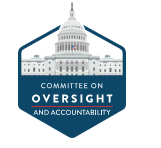 COMMITTEE ON
OVERSIGHT
AND ACCOUNTABILITY